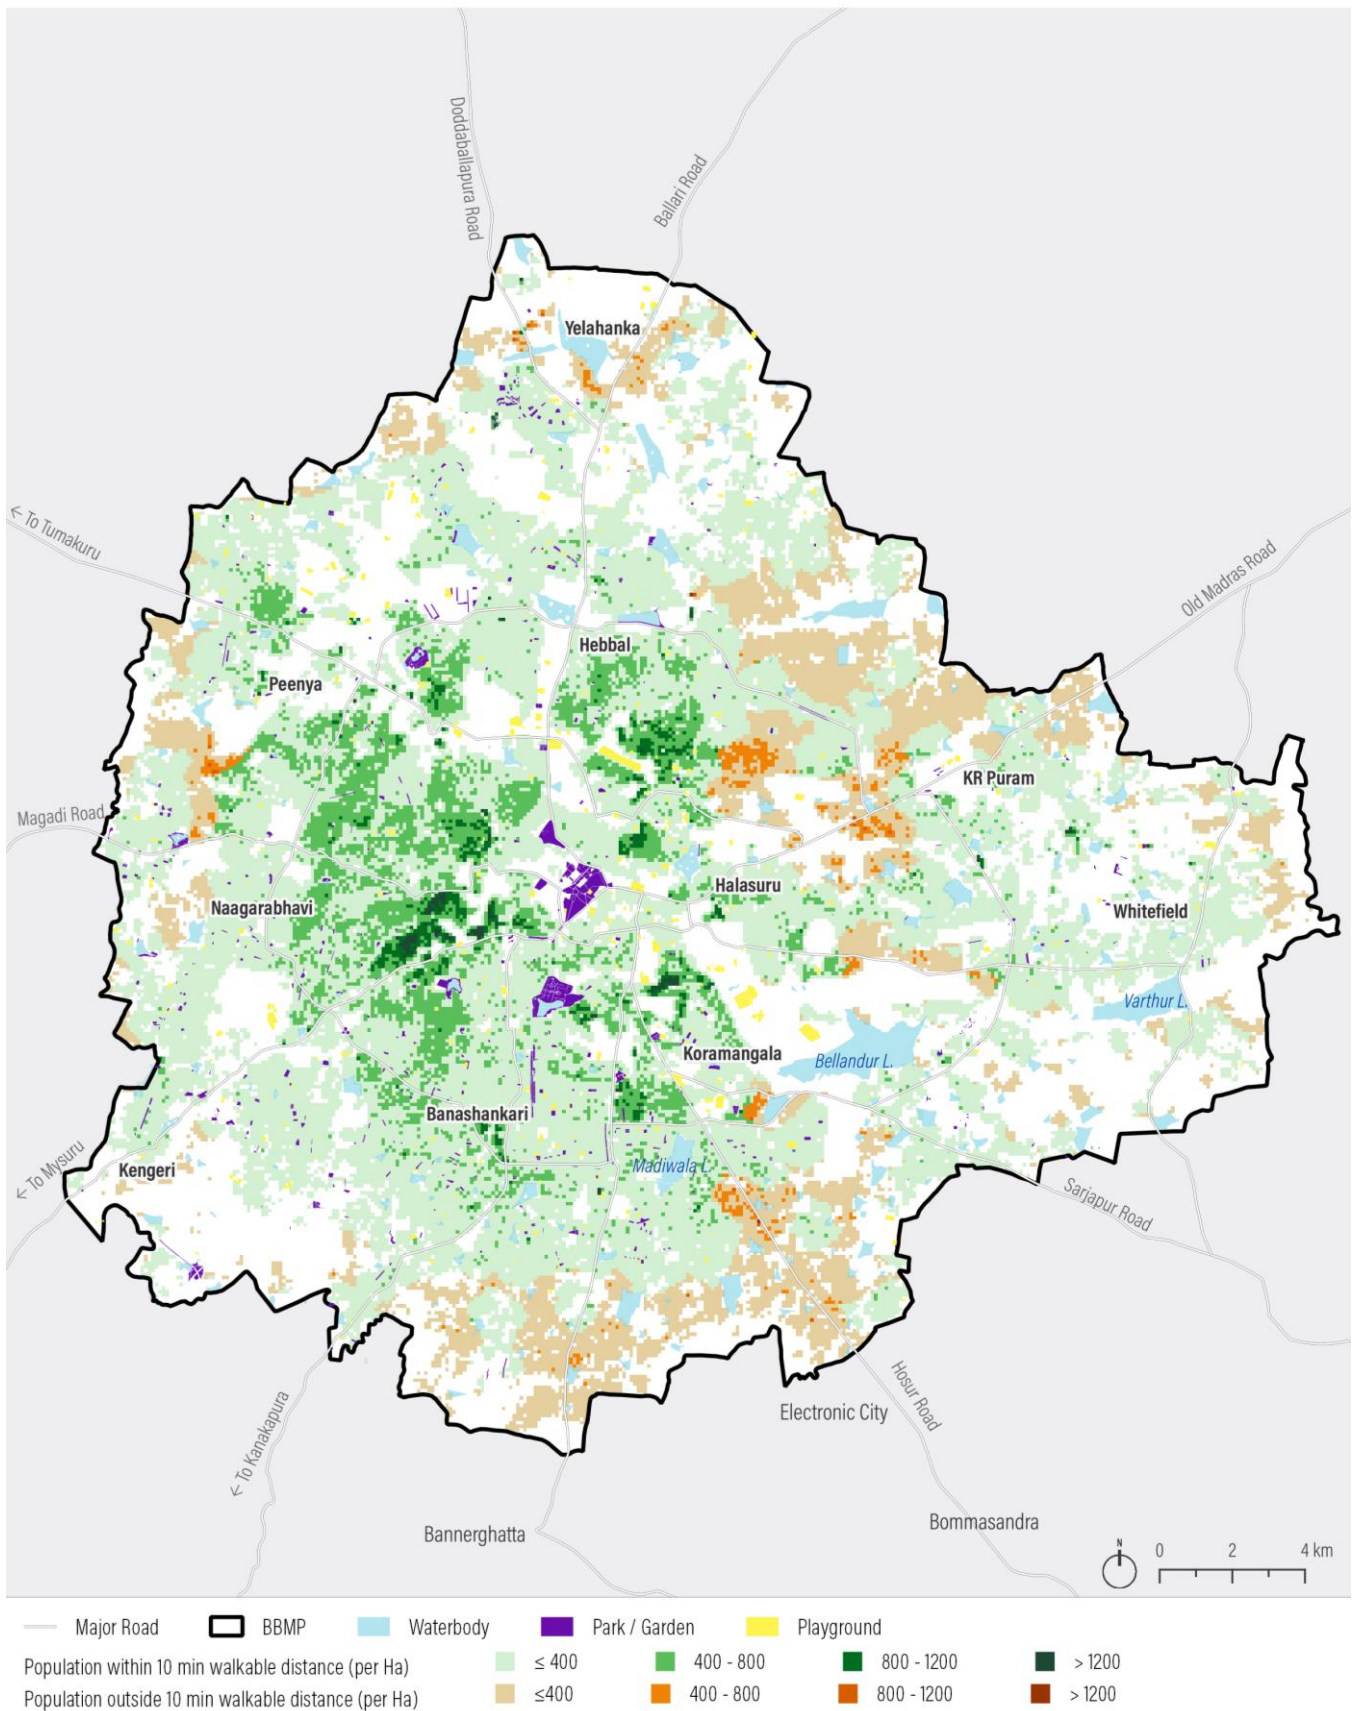 Doddaballapura Road
Ballari Road
Yelahanka
← To Tumakuru
Old Madras Road
Hebbal
Peenya
KR Puram
Magadi Road
Halasuru
Naagarabhavi
Whitefield
Varthur L.
Koramangala
Bellandur L.
Banashankari
← To Mysuru
Kengeri
Madiwala L.
Sarjapur Road
← To Kanakapura
Hosur Road
Electronic City
Bannerghatta
Bommasandra
N
0 2 4 km
Major Road BBMP Waterbody Park / Garden Playground
Population within 10 min walkable distance (per Ha) ≤ 400 400 - 800 800 - 1200 > 1200
Population outside 10 min walkable distance (per Ha) ≤400 400 - 800 800 - 1200 > 1200